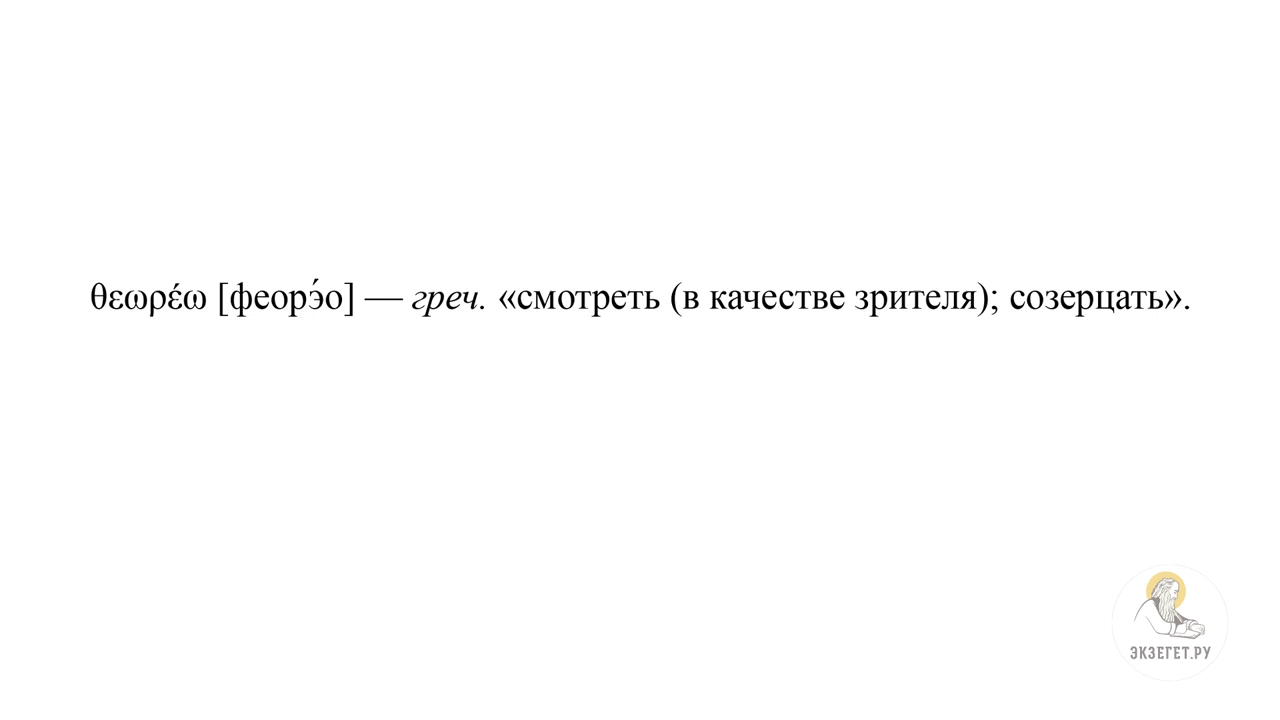 θεωρέω [феорэ́о] — греч. «смотреть (в качестве зрителя); созерцать».
ЭКЗЕГЕТ.РУ